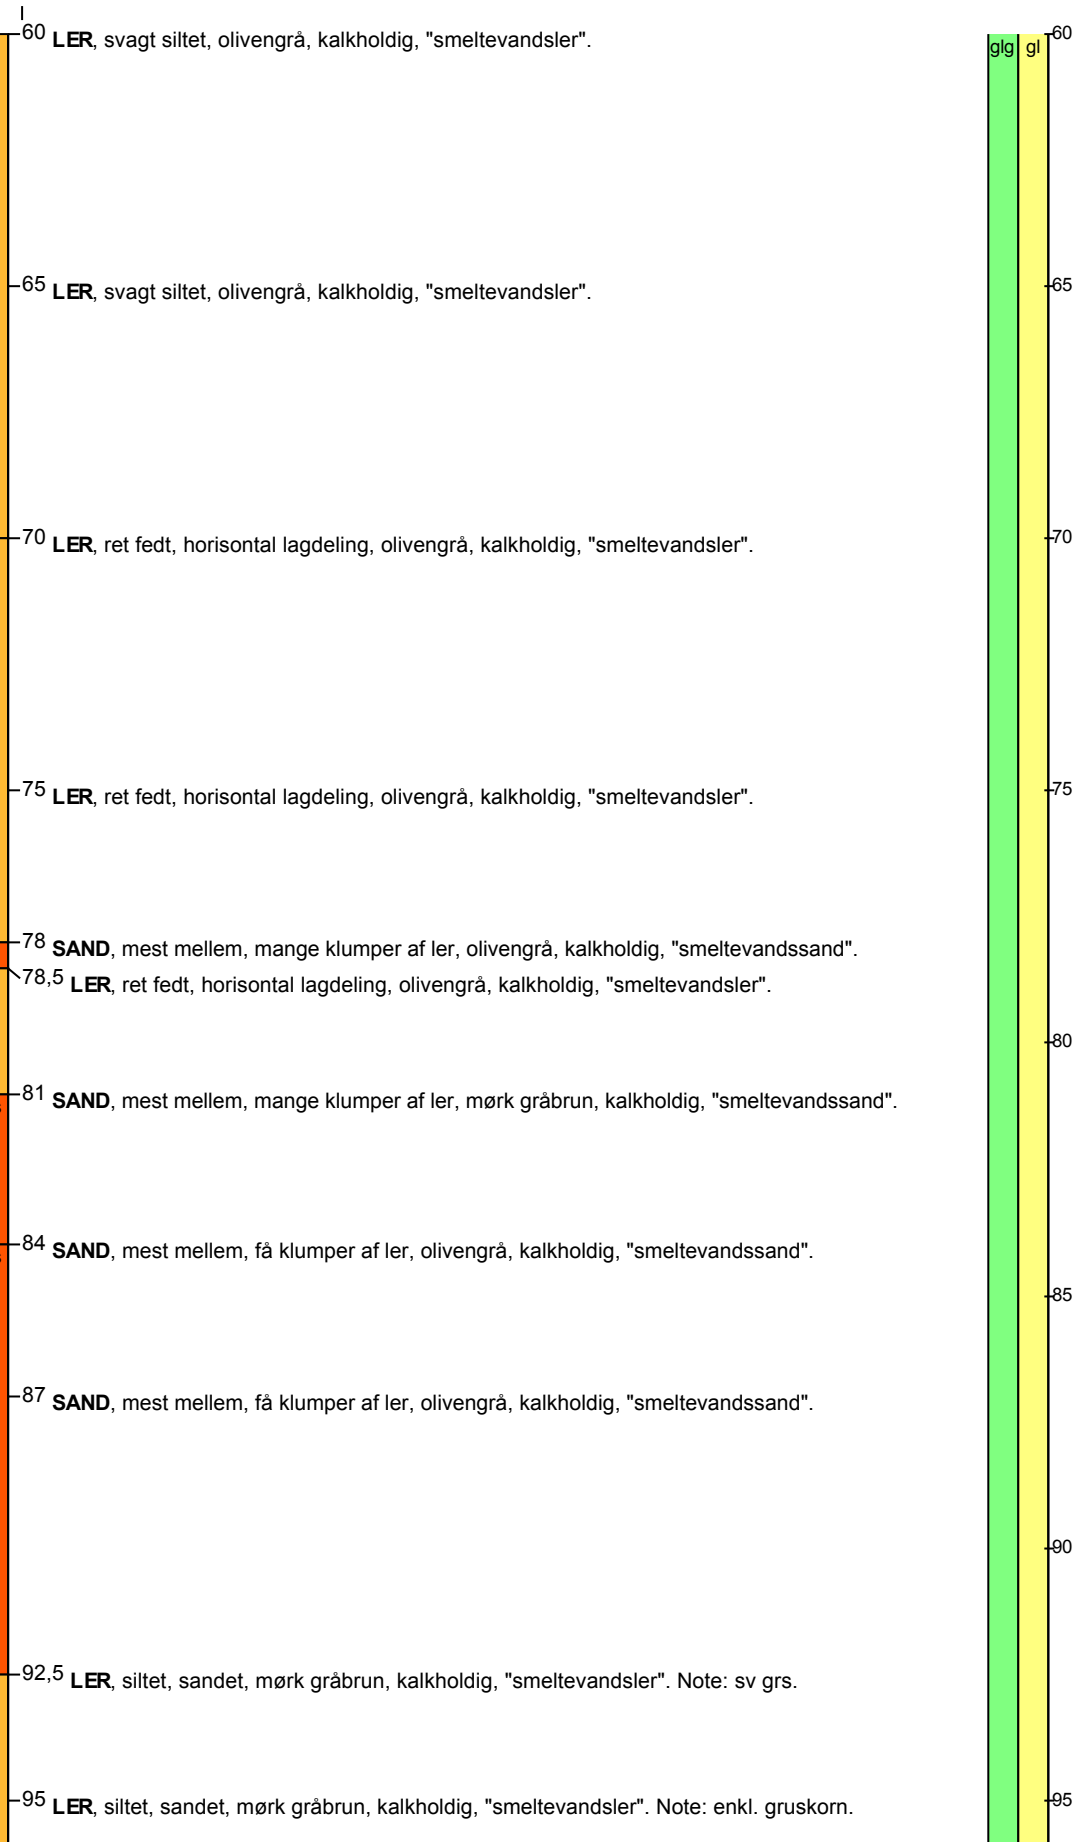 60 LER, svagt siltet, olivengrå, kalkholdig, "smeltevandsler". glg gl 60
65 LER, svagt siltet, olivengrå, kalkholdig, "smeltevandsler". 65
70 LER, ret fedt, horisontal lagdeling, olivengrå, kalkholdig, "smeltevandsler". 70
75 LER, ret fedt, horisontal lagdeling, olivengrå, kalkholdig, "smeltevandsler". 75
78 SAND, mest mellem, mange klumper af ler, olivengrå, kalkholdig, "smeltevandssand".
78,5 LER, ret fedt, horisontal lagdeling, olivengrå, kalkholdig, "smeltevandsler".
80
81 SAND, mest mellem, mange klumper af ler, mørk gråbrun, kalkholdig, "smeltevandssand".
84 SAND, mest mellem, få klumper af ler, olivengrå, kalkholdig, "smeltevandssand".
85
87 SAND, mest mellem, få klumper af ler, olivengrå, kalkholdig, "smeltevandssand".
90
92,5 LER, siltet, sandet, mørk gråbrun, kalkholdig, "smeltevandsler". Note: sv grs.
95 LER, siltet, sandet, mørk gråbrun, kalkholdig, "smeltevandsler". Note: enkl. gruskorn. 95